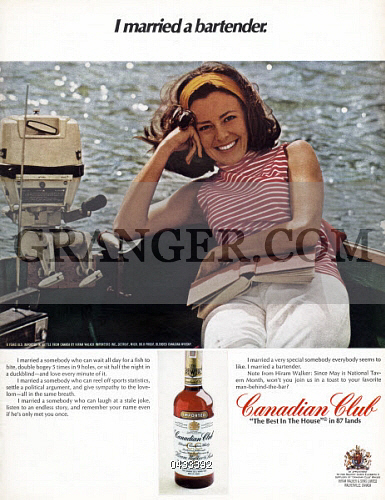 I married a bartender.
GRANGER.COM
I married a somebody who can wait all day for a fish to
bite, double bogey 5 times in 9 holes, or sit half the night in
a duckblind—and love every minute of it.
I married a somebody who can reel off sports statistics,
settle a political argument, and give sympathy to the love-
lorn—all in the same breath.
I married a somebody who can laugh at a stale joke,
listen to an endless story, and remember your name even
if he's only met you once.
IMPORTED
Canadian Club
0493392
I married a very special somebody everybody seems to
like. I married a bartender.
Note from Hiram Walker: Since May is National Tav-
ern Month, won't you join us in a toast to your favorite
man-behind-the-bar?
Canadian Club
"The Best In The House"® in 87 lands